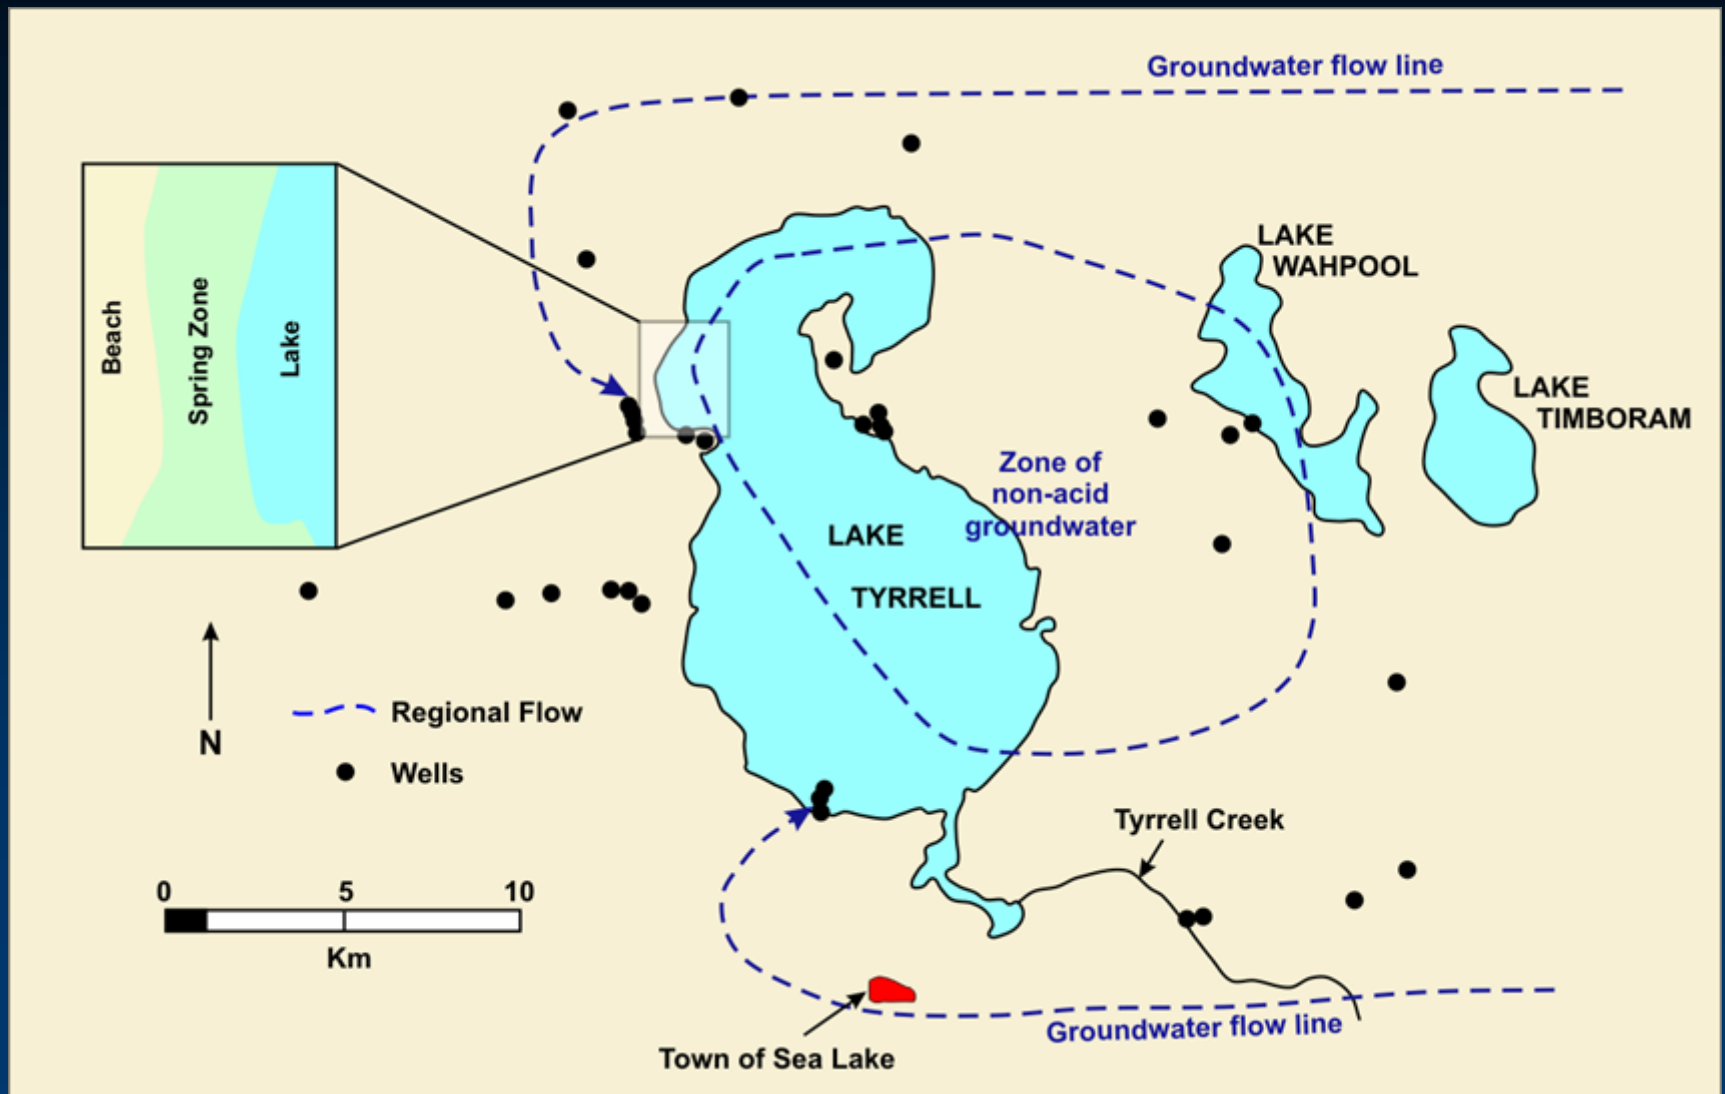 Groundwater flow line
LAKE
WAHPOOL
Beach
Spring Zone
Lake
LAKE
TIMBORAM
Zone of
non-acid
groundwater
LAKE
TYRRELL
N
Regional Flow
Wells
Tyrrell Creek
0 5 10
Km
Groundwater flow line
Town of Sea Lake